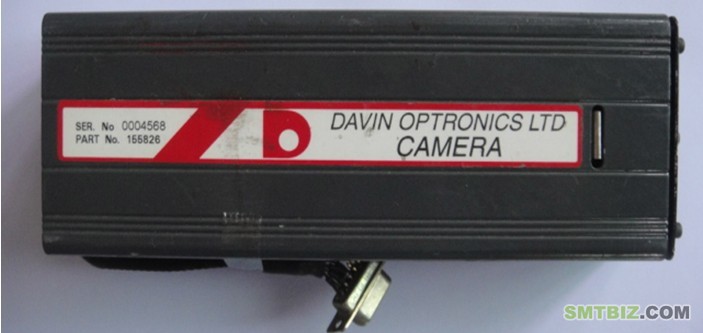 SER. No 0004568
PART No. 155826
DAVIN OPTRONICS LTD
CAMERA
SMTBIZ.COM